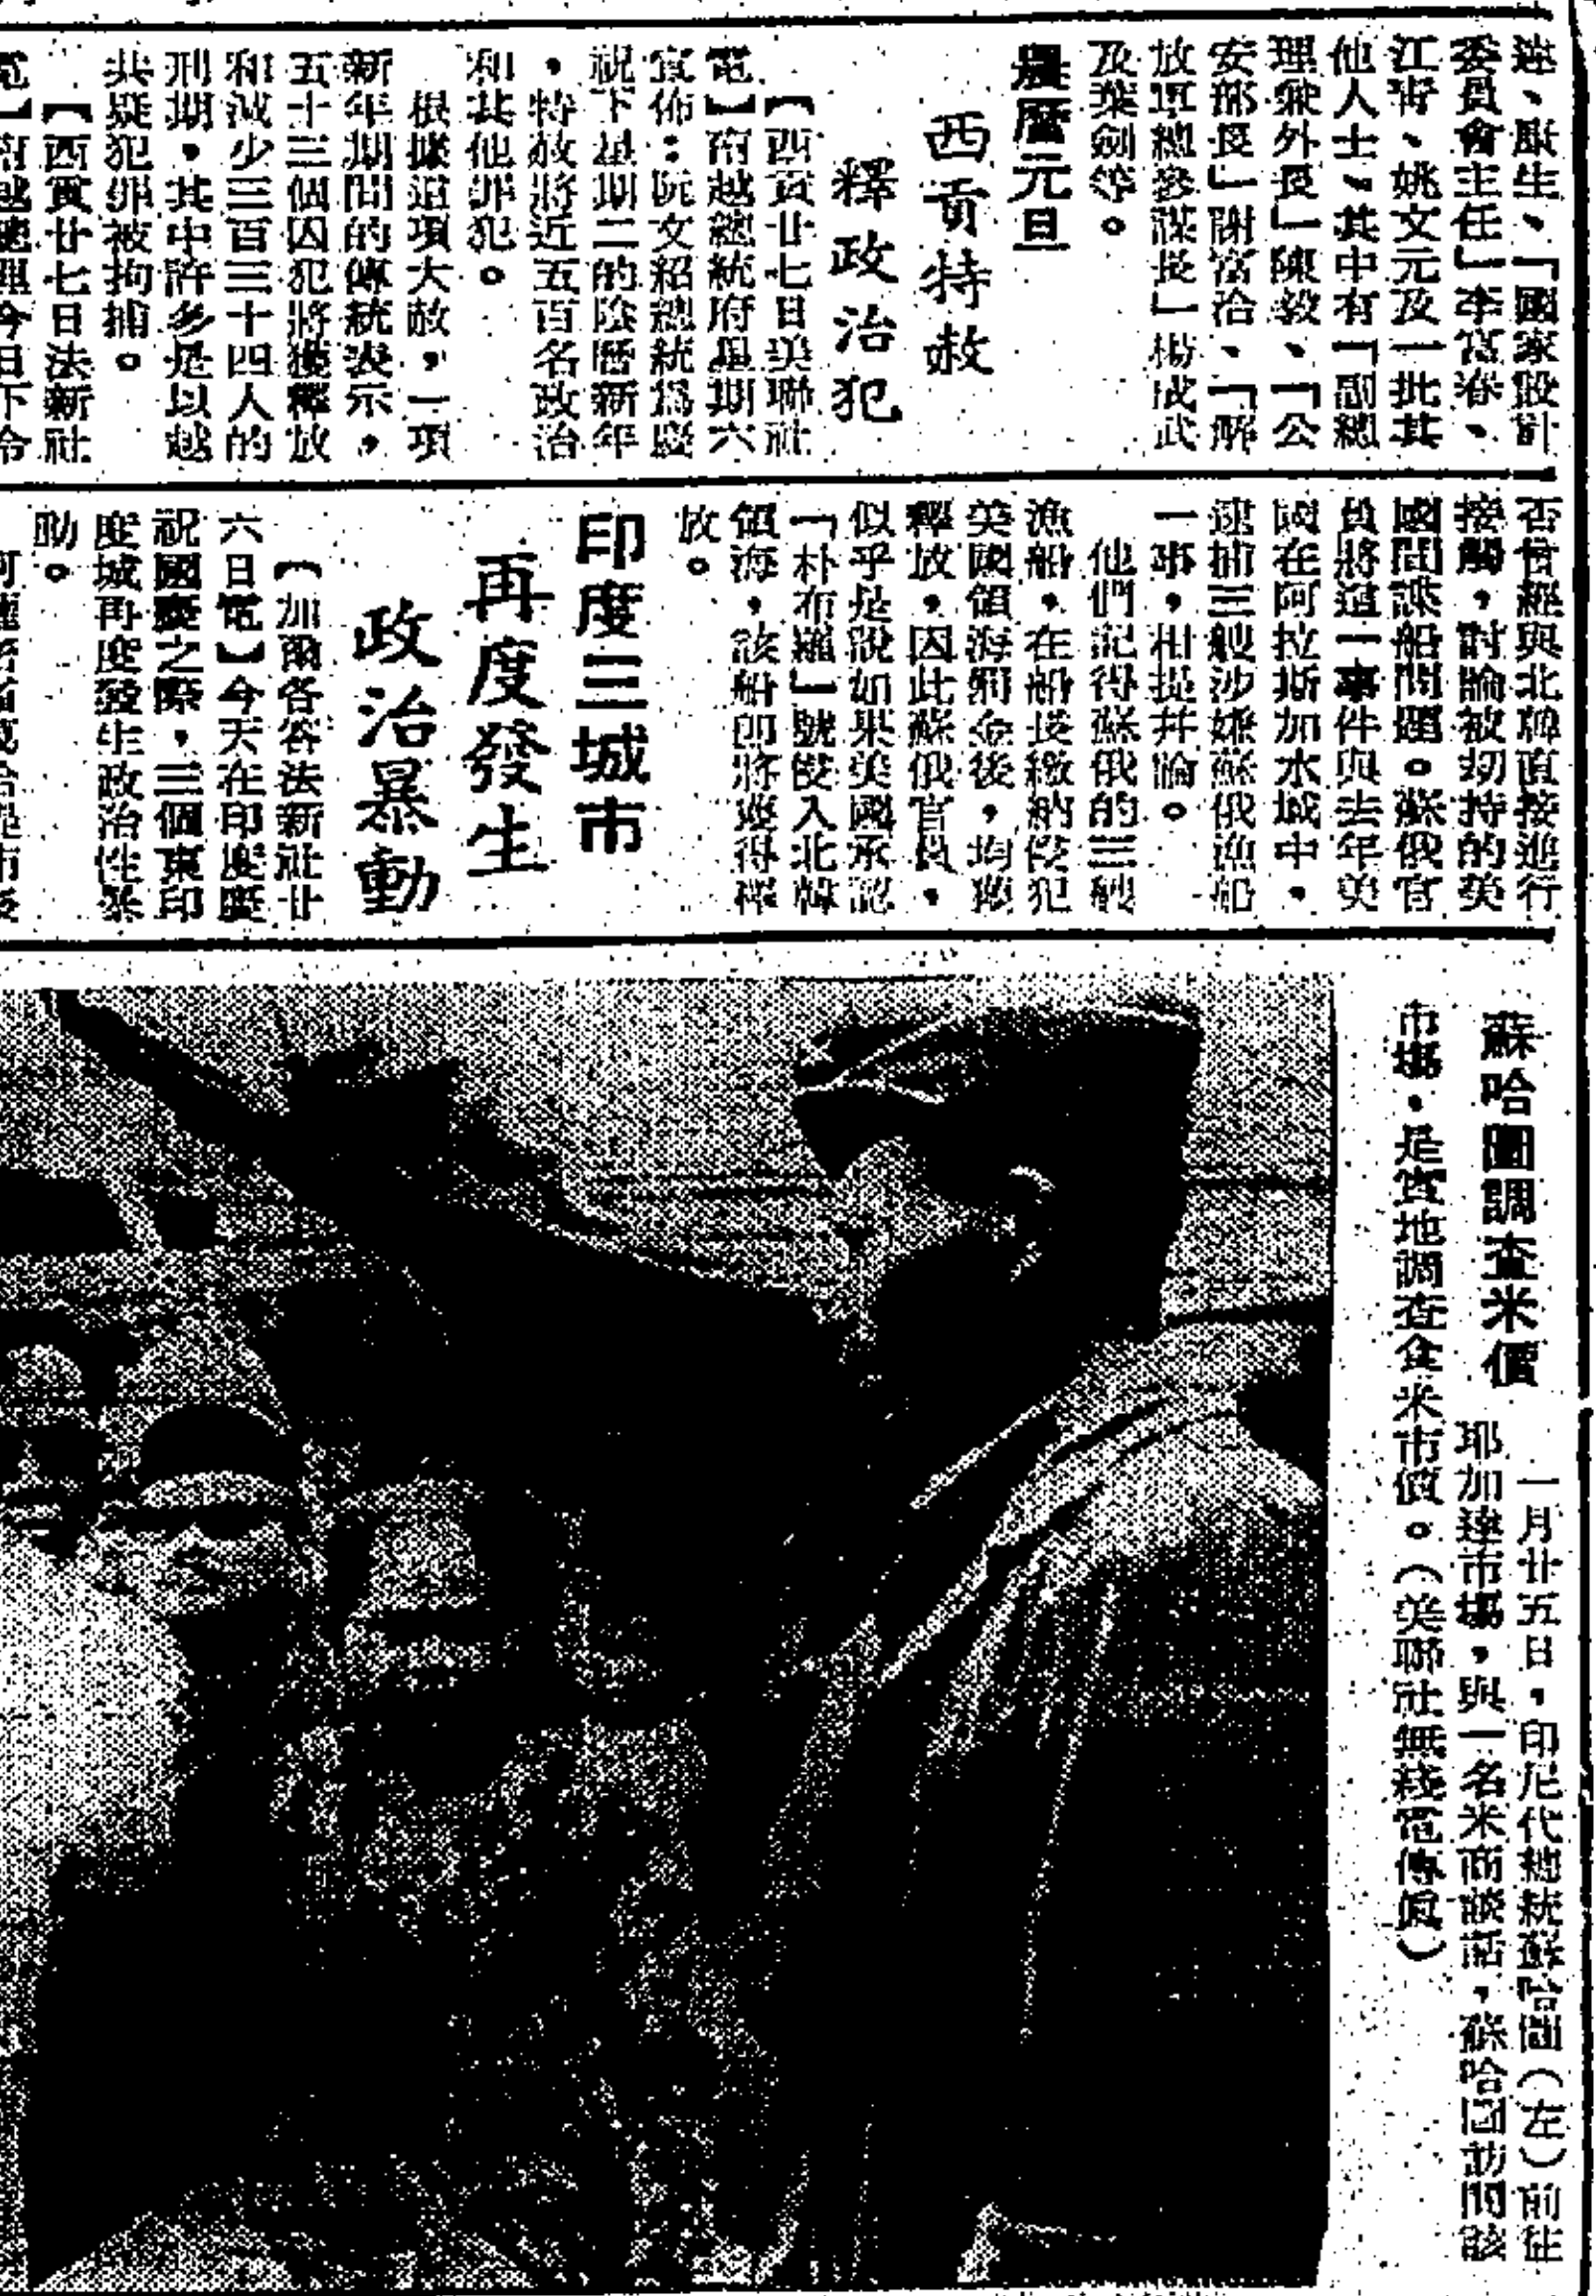 達、康生、「國家設計
委員會主任」李富春、
江青、姚文元及一批其
他人士、其中有「副總
理兼外長」陳毅、「公
安部長」謝富治、「解
放軍總參謀長」楊成武
及葉劍等。
農曆元旦
西貢特赦
釋政治犯
【西貢廿七日美聯社
電】南越總統府星期六
宣佈：阮文紹總統為慶
祝下星期二的陰曆新年
，特赦將近五百名政治
和其他罪犯。
根據這項大赦，一項
新年期間的傳統表示，
五十三個囚犯將獲釋放
和減少三百三十四人的
刑期，其中許多是以越
共疑犯罪被拘捕。
【西貢廿七日法新社
電】南越總理今日下令
否曾經與北韓直接進行
接觸，討論被刼持的美
國間諜船問題。蘇俄官
員將這一事件與去年美
國在阿拉斯加水域中，
逮捕三艘涉嫌蘇俄漁船
一事，相提并論。
他們記得蘇俄的三艘
漁船，在船長繳納侵犯
美國領海罰金後，均獲
釋放，因此蘇俄官員，
似乎是說如果美國承認
「朴布羅」號侵入北韓
領海，該船即將獲得釋
放。
印度三城市
再度發生
政治暴動
【加爾各答法新社廿
六日電】今天在印度慶
祝國慶之際，三個東印
度城再度發生政治性暴
動。
蘇哈圖調查米價
一月廿五日，印尼代總統蘇哈圖（左）前往
耶加達市場，與一名米商談話，蘇哈圖訪問該
市場，是實地調查食米市價。（美聯社無綫電傳眞）